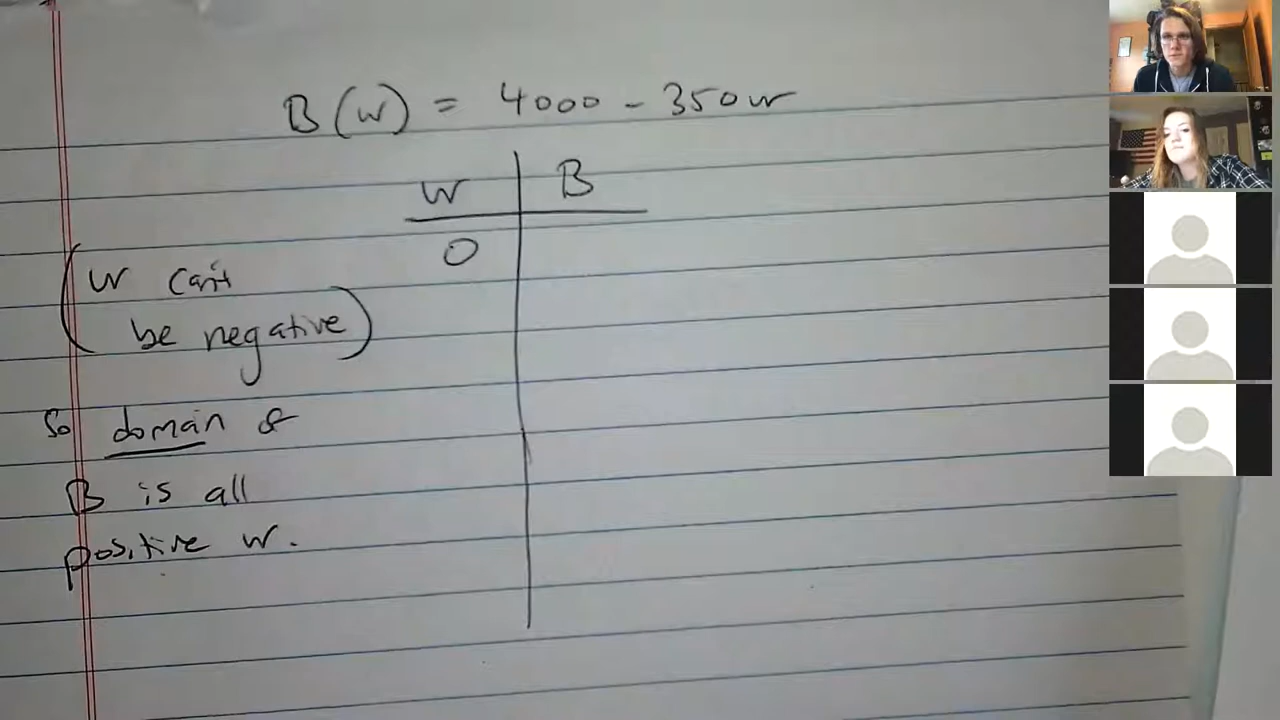 B(w) = 4000 - 350w
w B
0
(w can't
be negative)
So domain of
B is all
positive w.